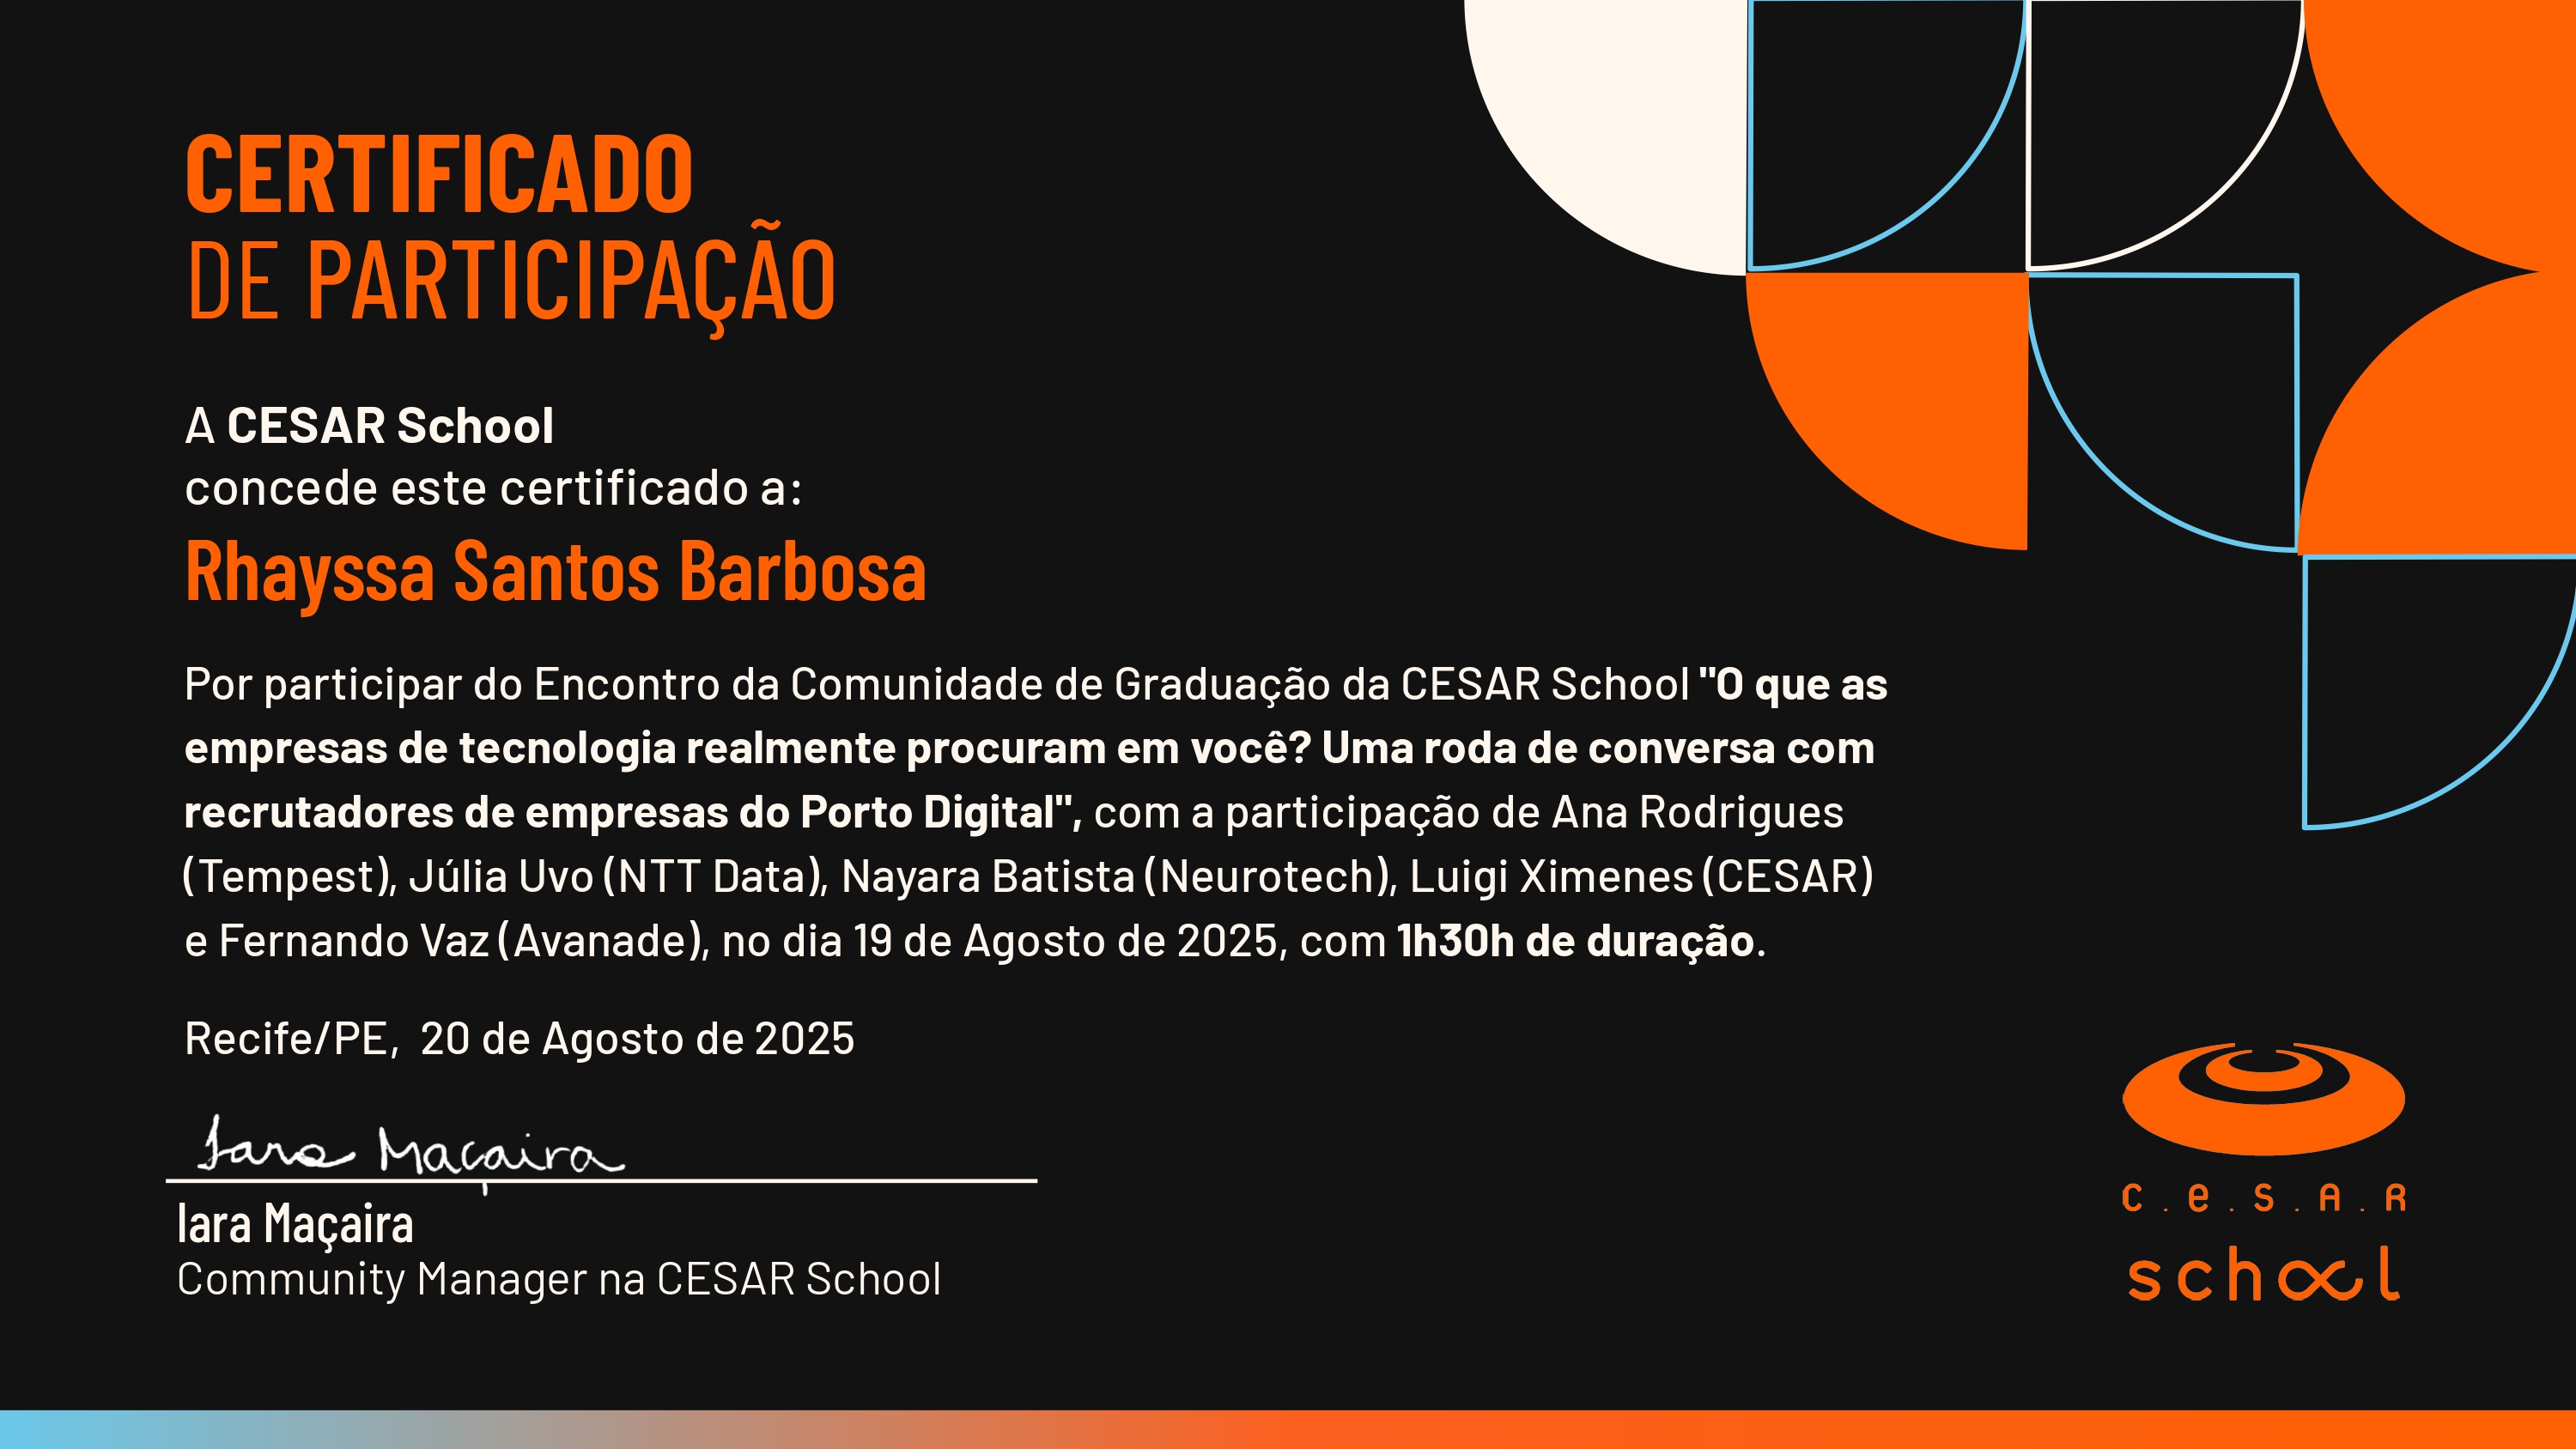 CERTIFICADO
DE PARTICIPAÇÃO
A CESAR School
concede este certificado a:
Rhayssa Santos Barbosa
Por participar do Encontro da Comunidade de Graduação da CESAR School "O que as
empresas de tecnologia realmente procuram em você? Uma roda de conversa com
recrutadores de empresas do Porto Digital", com a participação de Ana Rodrigues
(Tempest), Júlia Uvo (NTT Data), Nayara Batista (Neurotech), Luigi Ximenes (CESAR)
e Fernando Vaz (Avanade), no dia 19 de Agosto de 2025, com 1h30h de duração.
Recife/PE, 20 de Agosto de 2025
Iara Maçaira
Iara Maçaira
Community Manager na CESAR School
C.e.S.A.R
school